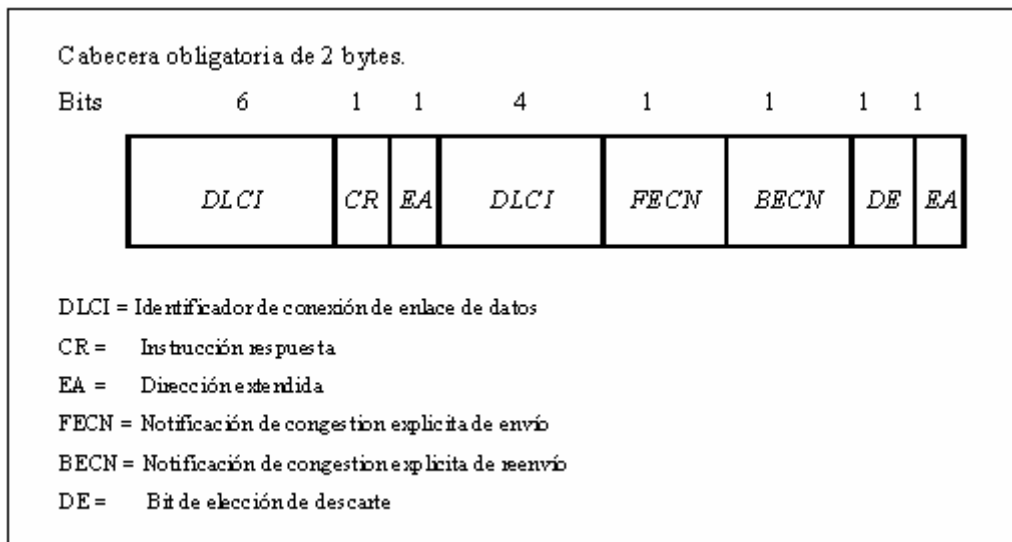 Cabecera obligatoria de 2 bytes.
Bits 6 1 1 4 1 1 1 1
DLCI CR EA DLCI FECN BECN DE EA
DLCI = Identificador de conexión de enlace de datos
CR = Instrucción respuesta
EA = Dirección extendida
FECN = Notificación de congestion explicita de envío
BECN = Notificación de congestion explicita de reenvío
DE = Bit de elección de descarte